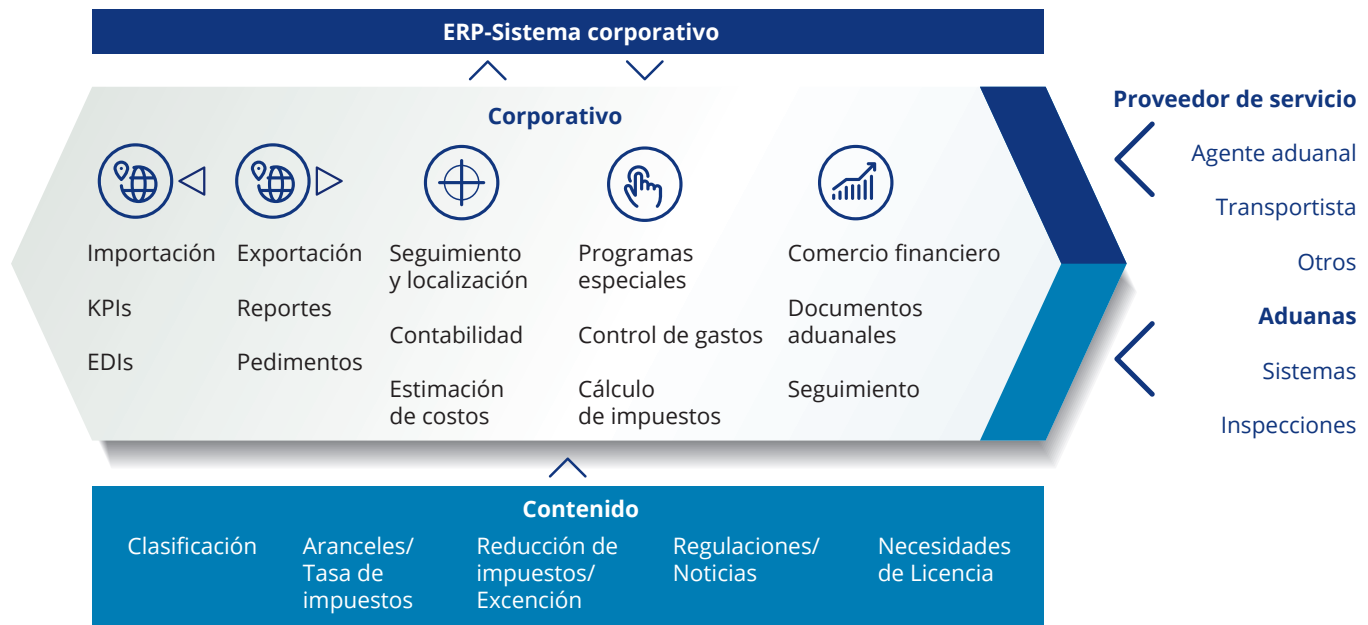 ERP-Sistema corporativo
Corporativo
Importación
KPIs
EDIs
Exportación
Reportes
Pedimentos
Seguimiento
y localización
Contabilidad
Estimación
de costos
Programas
especiales
Control de gastos
Cálculo
de impuestos
Comercio financiero
Documentos
aduanales
Seguimiento
Proveedor de servicio
Agente aduanal
Transportista
Otros
Aduanas
Sistemas
Inspecciones
Contenido
Clasificación
Aranceles/
Tasa de
impuestos
Reducción de
impuestos/
Excención
Regulaciones/
Noticias
Necesidades
de Licencia